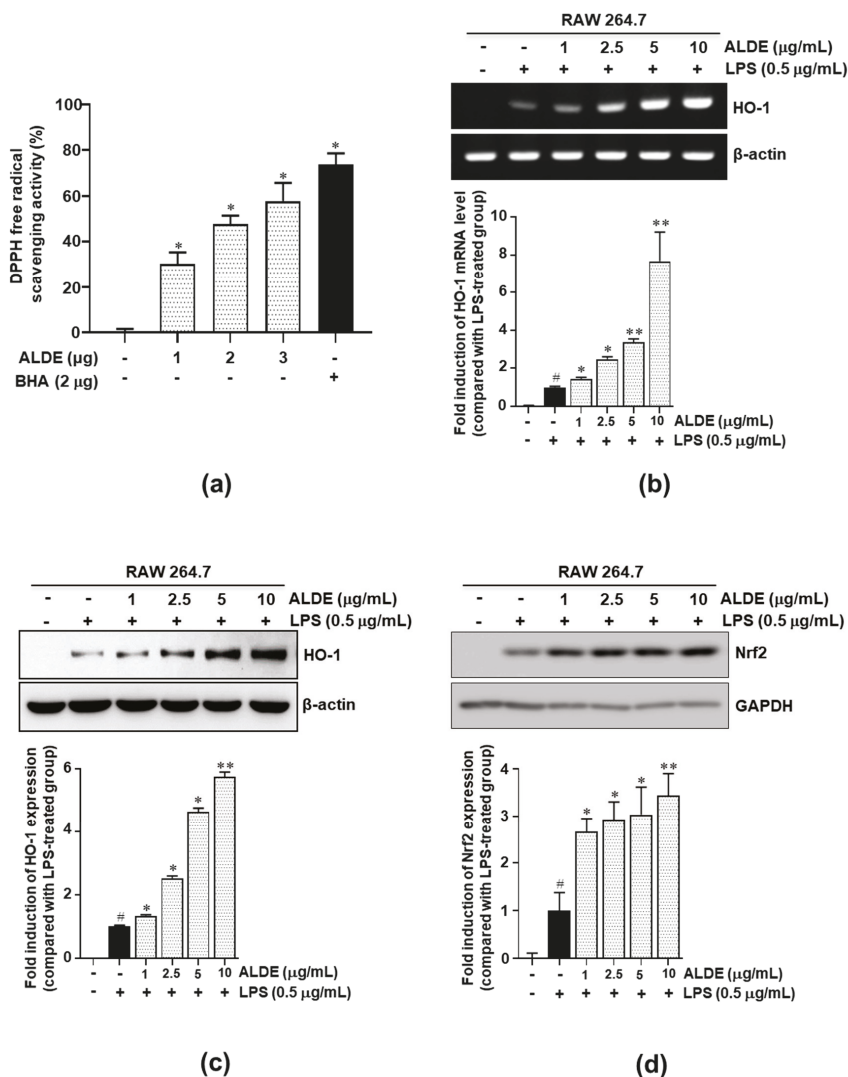 DPPH free radical
scavenging activity (%)
100
80
60
40
20
0
* * * *
ALDE (μg) - 1 2 3 -
BHA (2 μg) - - - - +
(a)
RAW 264.7
- - 1 2.5 5 10 ALDE (μg/mL)
- + + + + + LPS (0.5 μg/mL)
HO-1
β-actin
Fold induction of HO-1 mRNA level
(compared with LPS-treated group)
10
8
6
4
2
0
# * * ** **
- - 1 2.5 5 10 ALDE (μg/mL)
- + + + + + LPS (0.5 μg/mL)
(b)
RAW 264.7
- - 1 2.5 5 10 ALDE (μg/mL)
- + + + + + LPS (0.5 μg/mL)
HO-1
β-actin
Fold induction of HO-1 expression
(compared with LPS-treated group)
6
4
2
0
# * * * **
- - 1 2.5 5 10 ALDE (μg/mL)
- + + + + + LPS (0.5 μg/mL)
(c)
RAW 264.7
- - 1 2.5 5 10 ALDE (μg/mL)
- + + + + + LPS (0.5 μg/mL)
Nrf2
GAPDH
Fold induction of Nrf2 expression
(compared with LPS-treated group)
4
3
2
1
0
# * * * **
- - 1 2.5 5 10 ALDE (μg/mL)
- + + + + + LPS (0.5 μg/mL)
(d)